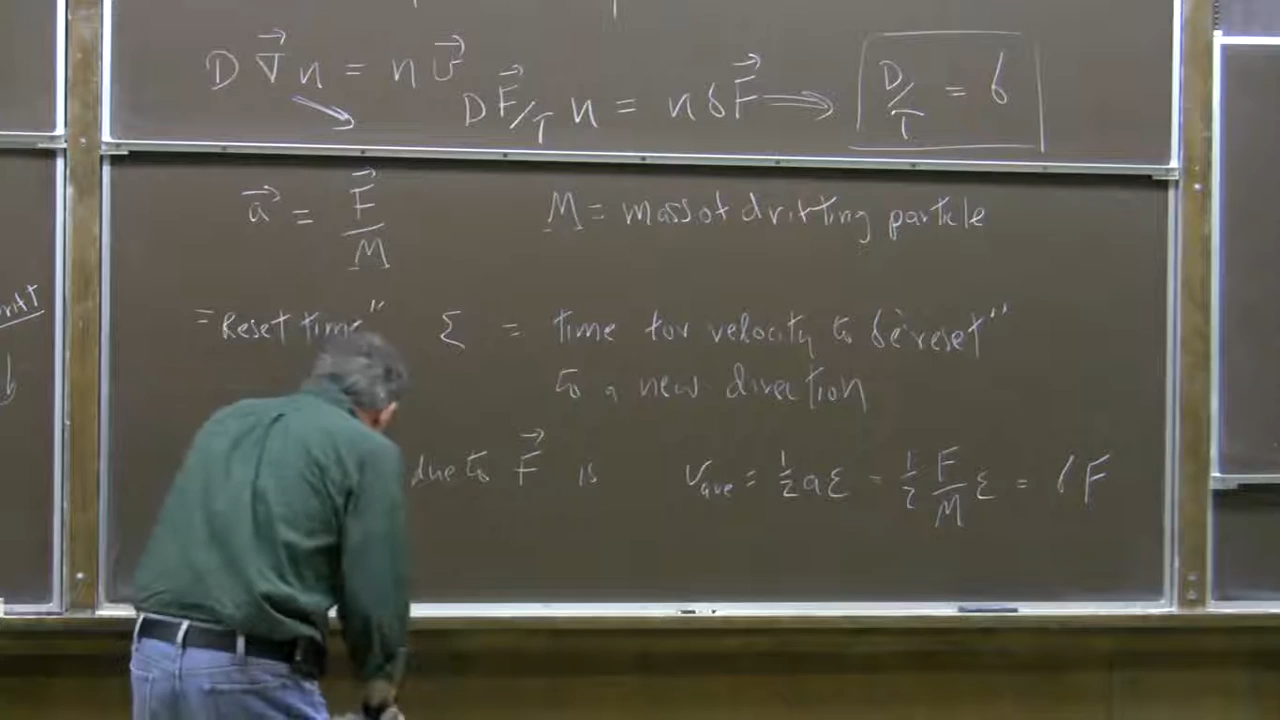 D ∇⃗ n = n v⃗
D F⃗/T n = n b F⃗ ⟹ D/T = b
a⃗ = F⃗/M M = mass of drifting particle
"Reset time" Σ = time for velocity to be "reset"
to a new direction
due to F⃗ is v_ave = 1/2 a Σ = 1/2 F/M Σ = b F
b